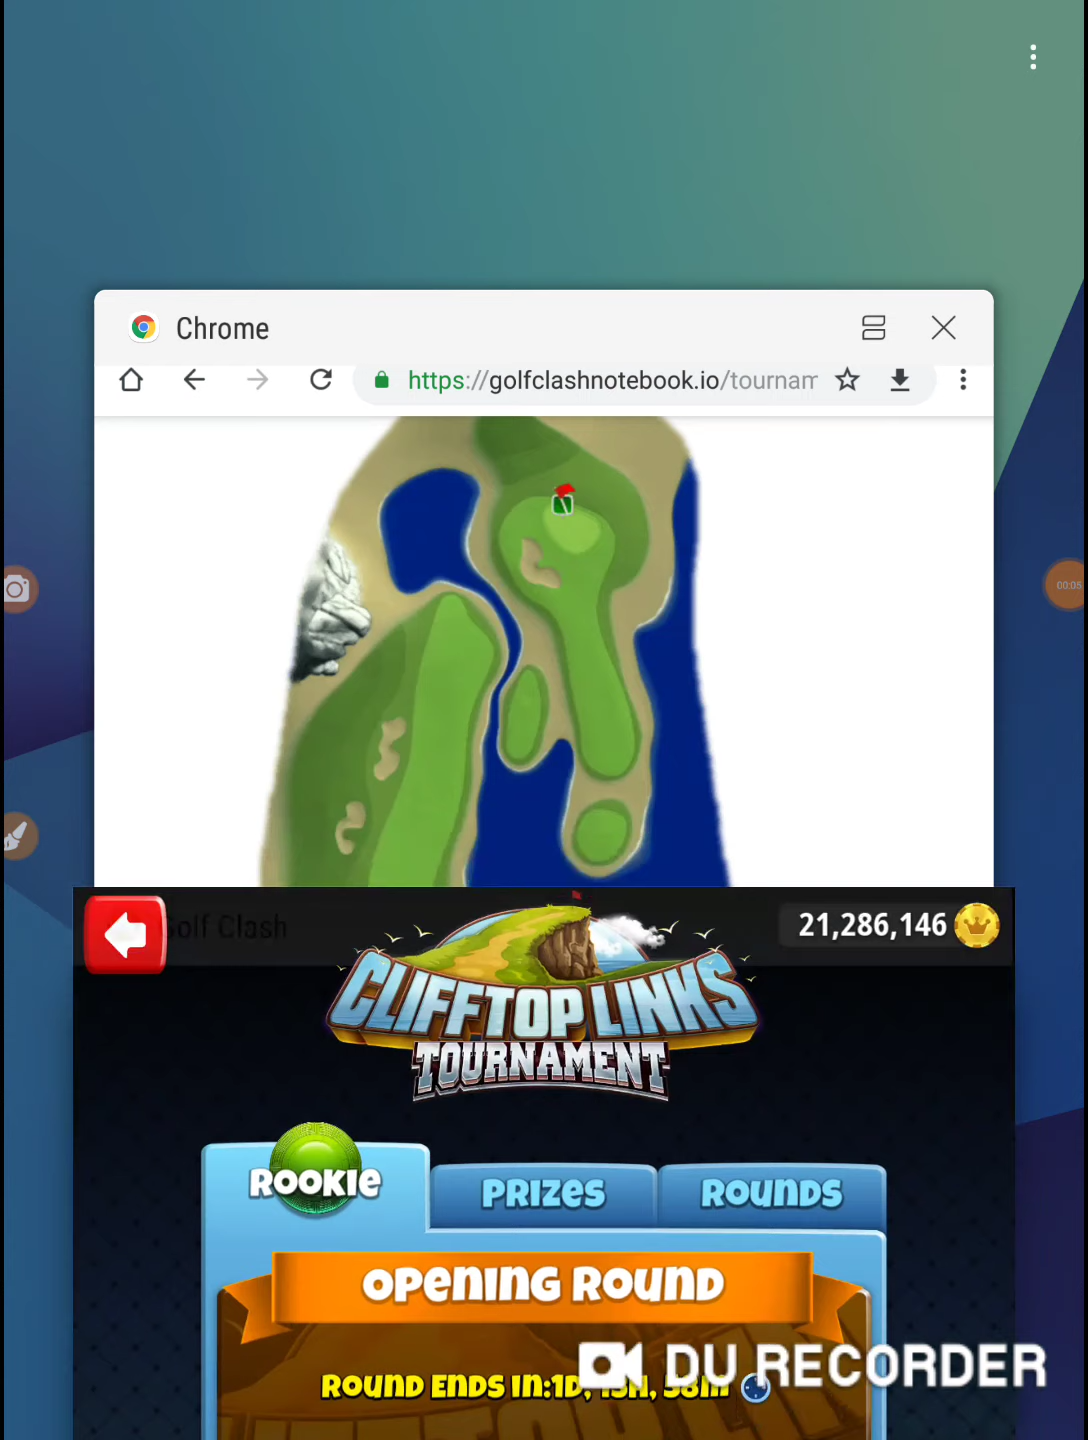 Chrome
https://golfclashnotebook.io/tournam
00:05
Golf Clash
21,286,146
CLIFFTOP LINKS
TOURNAMENT
ROOKIE
PRIZES
ROUNDS
OPENING ROUND
ROUND ENDS IN:1D,
DU RECORDER